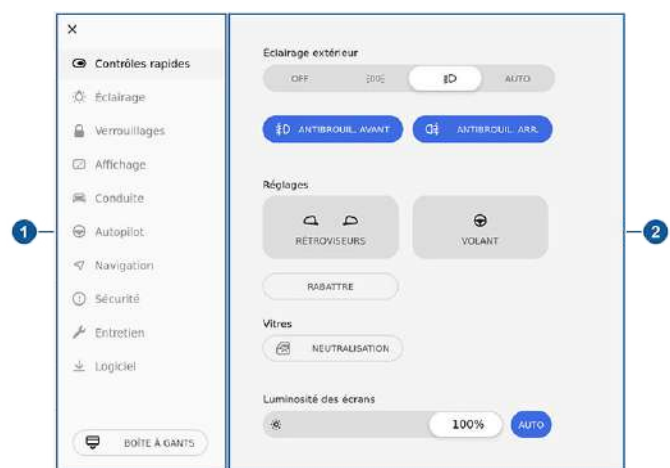 ×
Contrôles rapides
Éclairage
Verrouillages
Affichage
Conduite
Autopilot
Navigation
Sécurité
Entretien
Logiciel
BOÎTE À GANTS
1
Éclairage extérieur
OFF
AUTO
ANTIBROUIL. AVANT
ANTIBROUIL. ARR.
Réglages
RÉTROVISEURS
VOLANT
RABATTRE
Vitres
NEUTRALISATION
Luminosité des écrans
100%
AUTO
2